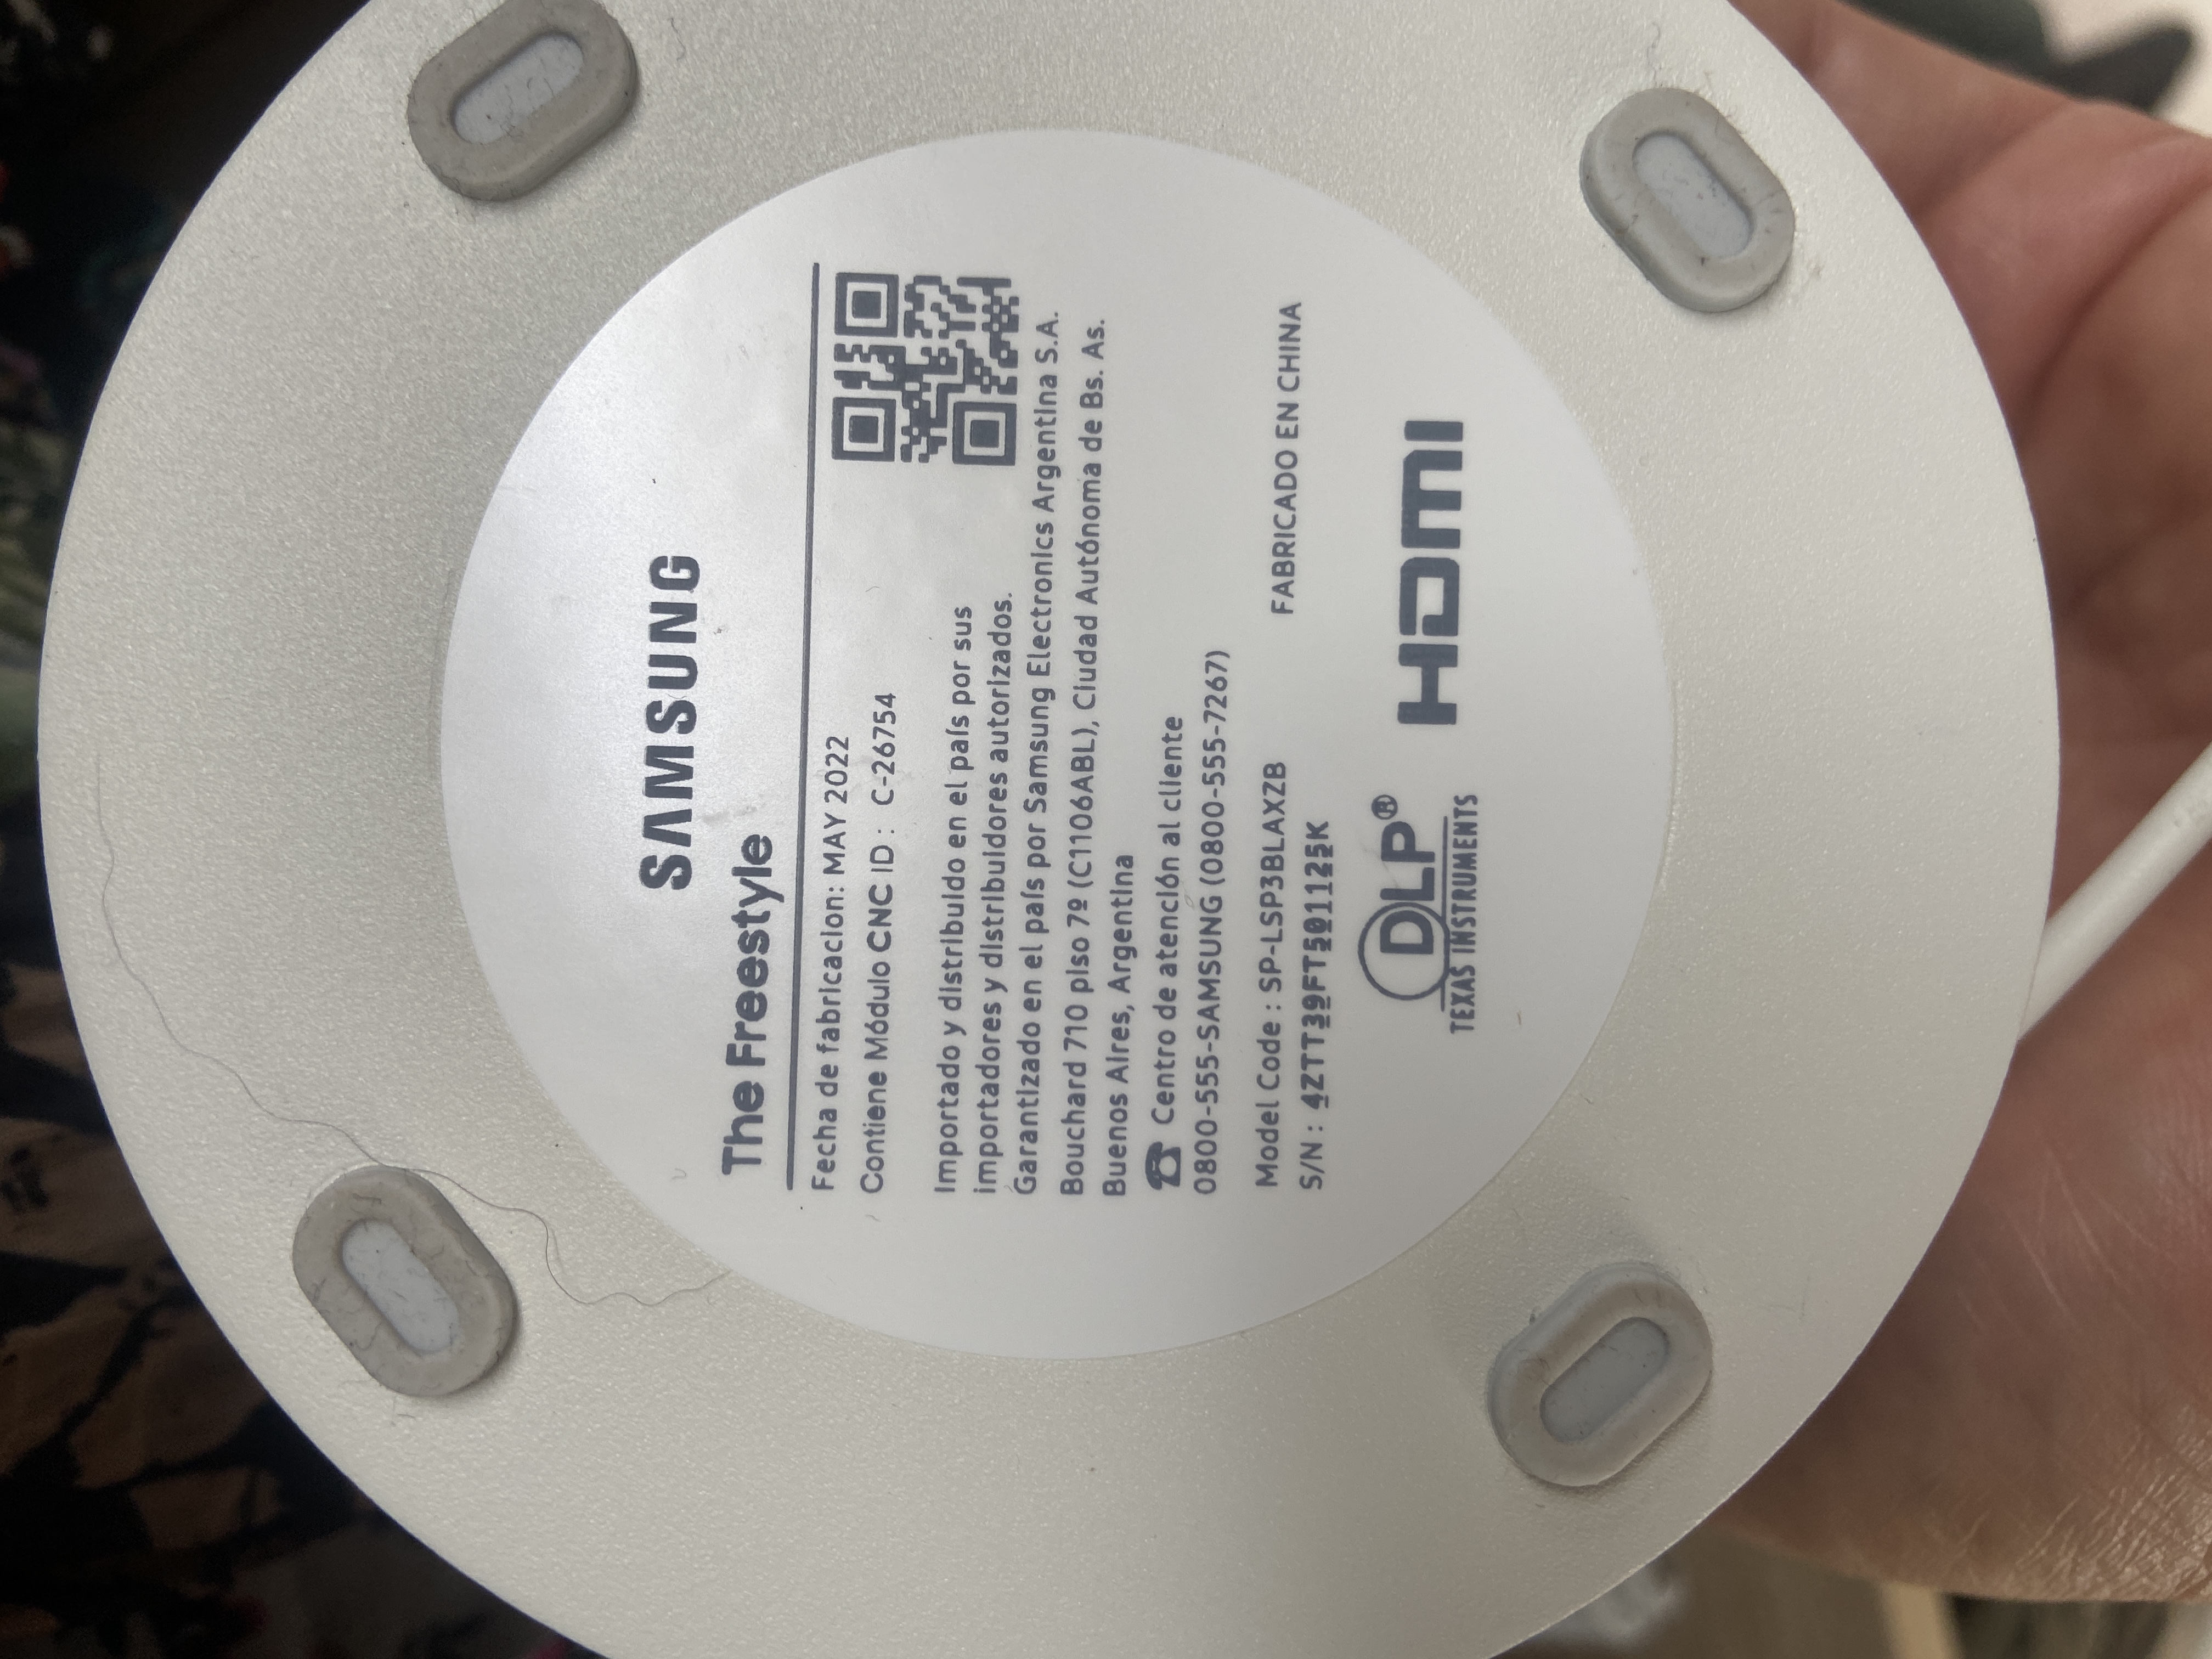 SAMSUNG
The Freestyle
Fecha de fabricacion: MAY 2022
Contiene Módulo CNC ID : C-26754
Importado y distribuido en el país por sus
importadores y distribuidores autorizados.
Garantizado en el país por Samsung Electronics Argentina S.A.
Bouchard 710 piso 7º (C1106ABL), Ciudad Autónoma de Bs. As.
Buenos Aires, Argentina
☎ Centro de atención al cliente
0800-555-SAMSUNG (0800-555-7267)
Model Code : SP-LSP3BLAXZB
FABRICADO EN CHINA
S/N : 4ZTT39FT501125K
DLP®
TEXAS INSTRUMENTS
HDMI